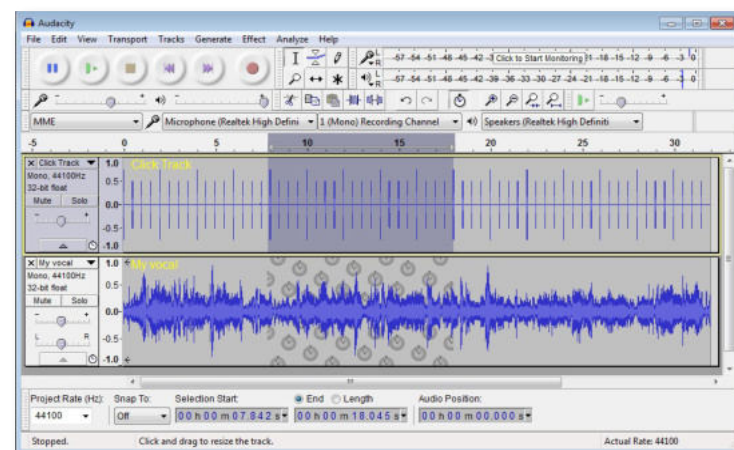 Audacity
File Edit View Transport Tracks Generate Effect Analyze Help
L R -57 -54 -51 -48 -45 -42 -3 Click to Start Monitoring -18 -15 -12 -9 -6 -3 0
L R -57 -54 -51 -48 -45 -42 -39 -36 -33 -30 -27 -24 -21 -18 -15 -12 -9 -6 -3 0
MME Microphone (Realtek High Defini 1 (Mono) Recording Channel Speakers (Realtek High Definiti
-5 0 5 10 15 20 25 30
Click Track 1.0 Click Track
Mono, 44100Hz
32-bit float 0.5-
Mute Solo
0.0-
- +
-0.5-
-1.0
My vocal 1.0 My vocal
Mono, 44100Hz
32-bit float 0.5-
Mute Solo
0.0-
- +
L R -0.5-
-1.0
Project Rate (Hz): Snap To: Selection Start: End Length Audio Position:
44100 Off 00 h 00 m 07.842 s 00 h 00 m 18.045 s 00 h 00 m 00.000 s
Stopped. Click and drag to resize the track. Actual Rate: 44100